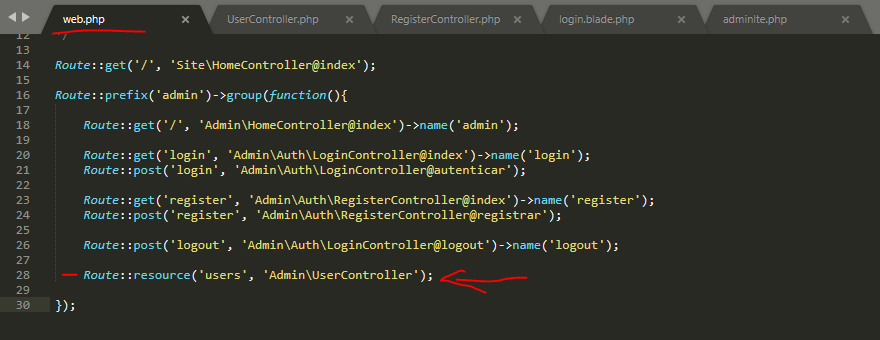 web.php × UserController.php × RegisterController.php × login.blade.php × adminlte.php ×
12 */
13
14 Route::get('/', 'Site\HomeController@index');
15
16 Route::prefix('admin')->group(function(){
17
18 Route::get('/', 'Admin\HomeController@index')->name('admin');
19
20 Route::get('login', 'Admin\Auth\LoginController@index')->name('login');
21 Route::post('login', 'Admin\Auth\LoginController@autenticar');
22
23 Route::get('register', 'Admin\Auth\RegisterController@index')->name('register');
24 Route::post('register', 'Admin\Auth\RegisterController@registrar');
25
26 Route::post('logout', 'Admin\Auth\LoginController@logout')->name('logout');
27
28 Route::resource('users', 'Admin\UserController');
29
30 });